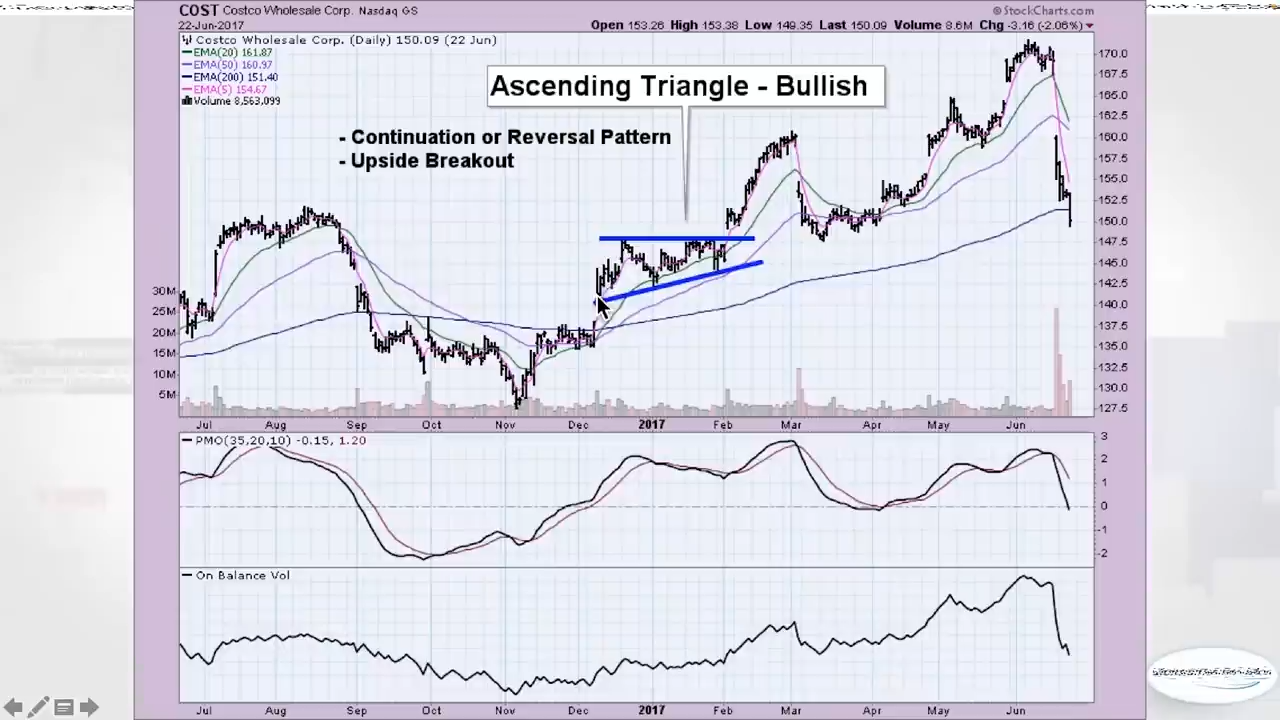 COST Costco Wholesale Corp. Nasdaq GS
© StockCharts.com
22-Jun-2017
Open 153.26 High 153.38 Low 149.35 Last 150.09 Volume 8.6M Chg -3.16 (-2.06%)
Costco Wholesale Corp. (Daily) 150.09 (22 Jun)
EMA(20) 161.87
EMA(50) 160.97
EMA(200) 151.40
EMA(5) 154.67
Volume 8,563,099
Ascending Triangle - Bullish
- Continuation or Reversal Pattern
- Upside Breakout
170.0
167.5
165.0
162.5
160.0
157.5
155.0
152.5
150.0
147.5
145.0
142.5
140.0
137.5
135.0
132.5
130.0
127.5
30M
25M
20M
15M
10M
5M
Jul Aug Sep Oct Nov Dec 2017 Feb Mar Apr May Jun
PMO(35,20,10) -0.15, 1.20
3
2
1
0
-1
-2
On Balance Vol
Jul Aug Sep Oct Nov Dec 2017 Feb Mar Apr May Jun